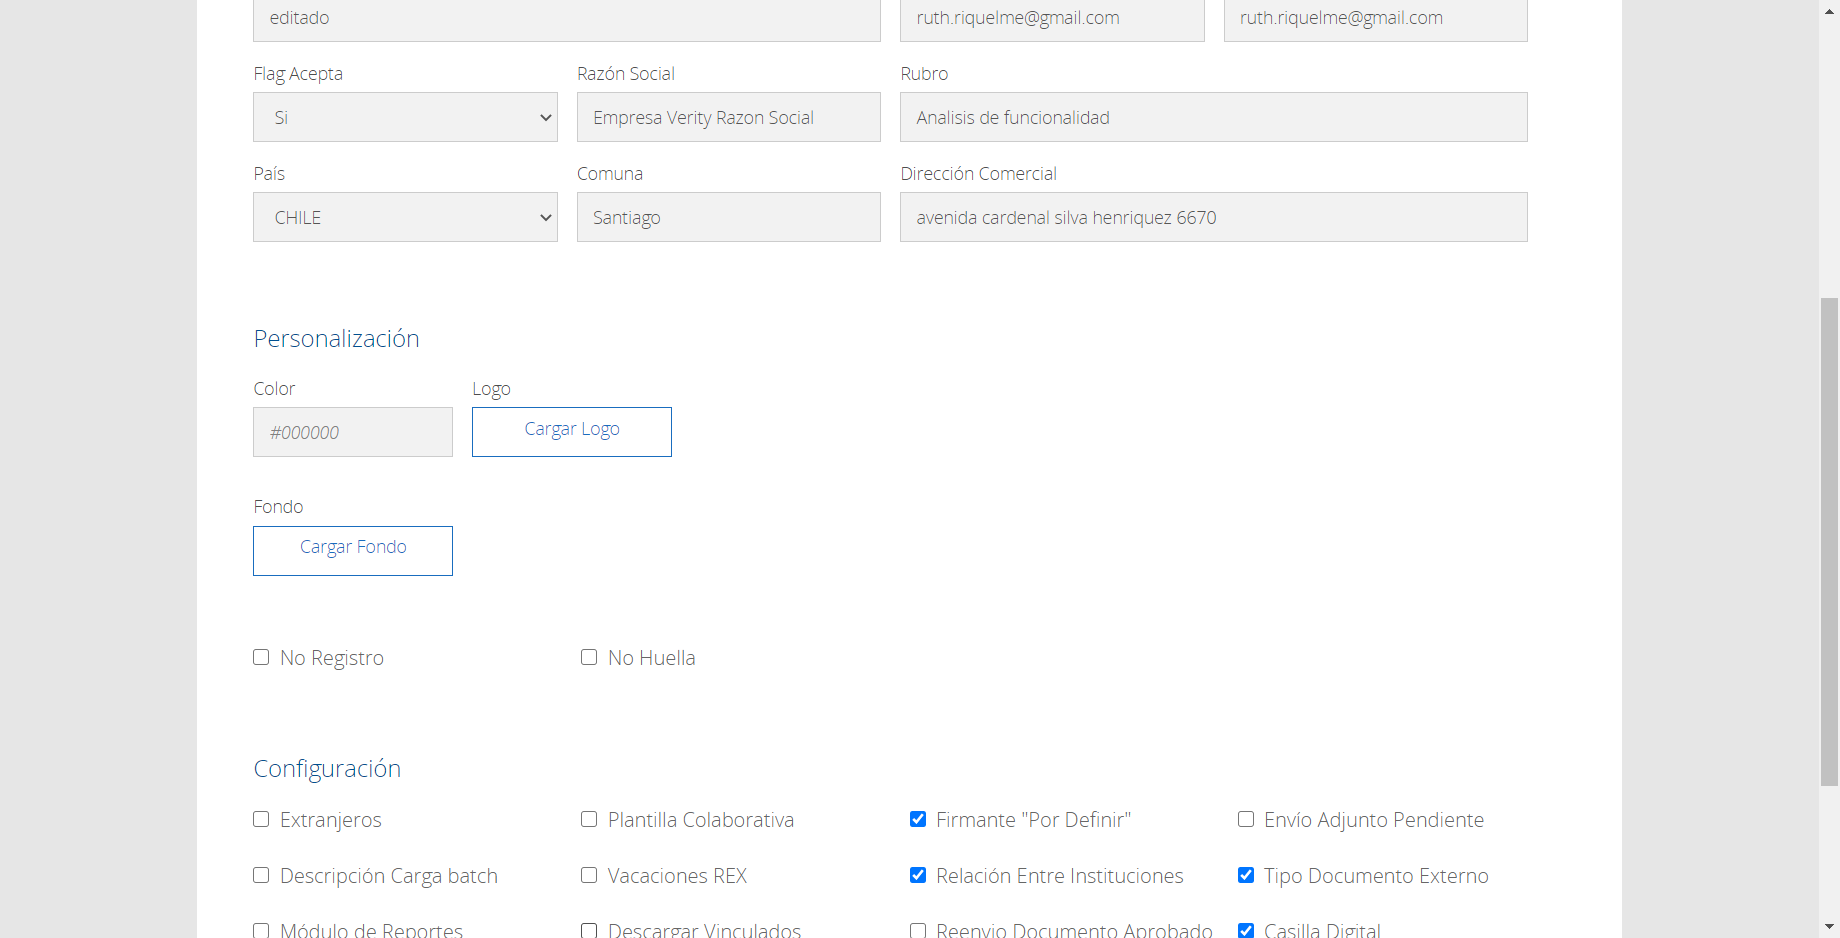 editado ruth.riquelme@gmail.com ruth.riquelme@gmail.com
Flag Acepta Razón Social Rubro
Si Empresa Verity Razon Social Analisis de funcionalidad
País Comuna Dirección Comercial
CHILE Santiago avenida cardenal silva henriquez 6670
Personalización
Color Logo
#000000 Cargar Logo
Fondo
Cargar Fondo
No Registro No Huella
Configuración
Extranjeros Plantilla Colaborativa Firmante "Por Definir" Envío Adjunto Pendiente
Descripción Carga batch Vacaciones REX Relación Entre Instituciones Tipo Documento Externo
Módulo de Reportes Descargar Vinculados Reenvio Documento Aprobado Casilla Digital